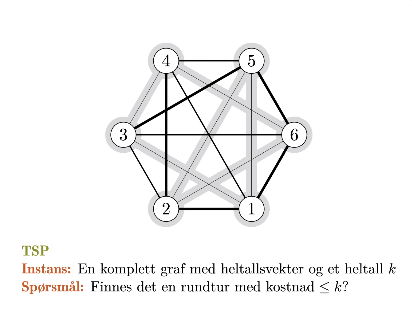 4 5
3 6
2 1
TSP
Instans: En komplett graf med heltallsvekter og et heltall k
Spørsmål: Finnes det en rundtur med kostnad ≤ k?